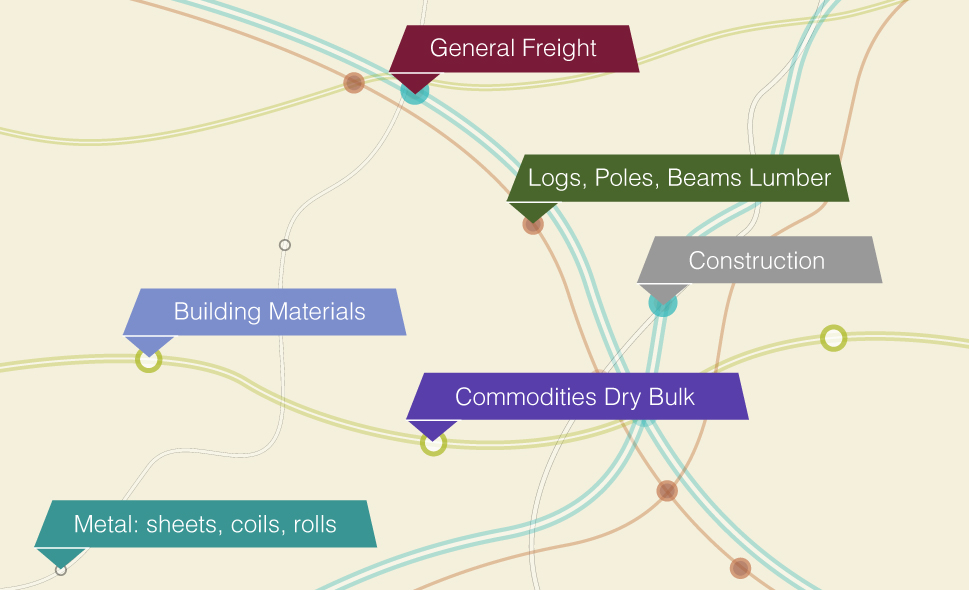 General Freight
Logs, Poles, Beams Lumber
Construction
Building Materials
Commodities Dry Bulk
Metal: sheets, coils, rolls